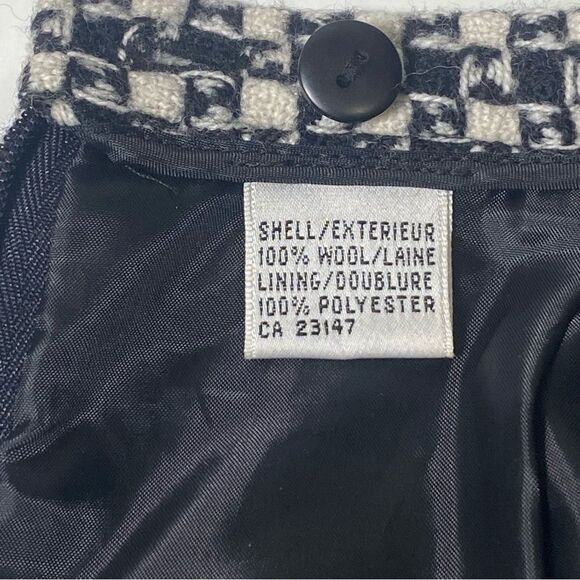 SHELL/EXTERIEUR
100% WOOL/LAINE
LINING/DOUBLURE
100% POLYESTER
CA 23147